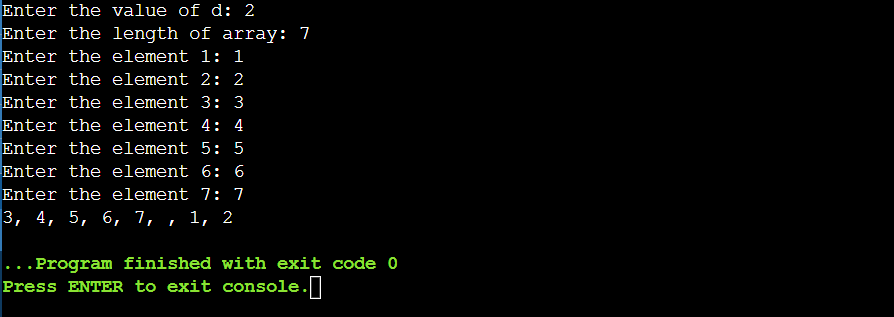 Enter the value of d: 2
Enter the length of array: 7
Enter the element 1: 1
Enter the element 2: 2
Enter the element 3: 3
Enter the element 4: 4
Enter the element 5: 5
Enter the element 6: 6
Enter the element 7: 7
3, 4, 5, 6, 7, , 1, 2
...Program finished with exit code 0
Press ENTER to exit console.